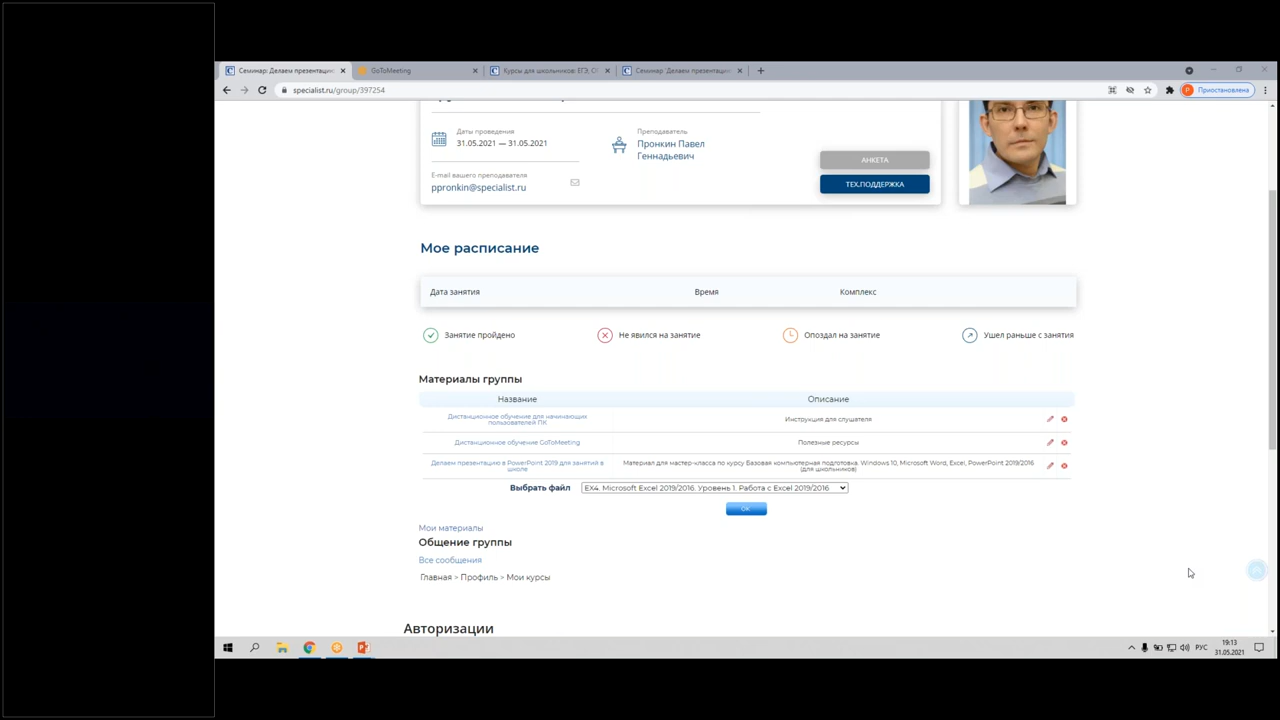 Семинар: Делаем презентацию
GoToMeeting
Курсы для школьников: ЕГЭ, О
Семинар 'Делаем презентацию
specialist.ru/group/397254
Р
Приостановлена
Даты проведения
31.05.2021 — 31.05.2021
Преподаватель
Пронкин Павел
Геннадьевич
E-mail вашего преподавателя
ppronkin@specialist.ru
АНКЕТА
ТЕХ.ПОДДЕРЖКА
Мое расписание
Дата занятия
Время
Комплекс
Занятие пройдено
Не явился на занятие
Опоздал на занятие
Ушел раньше с занятия
Материалы группы
Название
Описание
Дистанционное обучение для начинающих
пользователей ПК
Инструкция для слушателя
Дистанционное обучение GoToMeeting
Полезные ресурсы
Делаем презентацию в PowerPoint 2019 для занятий в
школе
Материал для мастер-класса по курсу Базовая компьютерная подготовка. Windows 10, Microsoft Word, Excel, PowerPoint 2019/2016
(для школьников)
Выбрать файл
EX4. Microsoft Excel 2019/2016. Уровень 1. Работа с Excel 2019/2016
ОК
Мои материалы
Общение группы
Все сообщения
Главная > Профиль > Мои курсы
Авторизации
РУС
19:13
31.05.2021